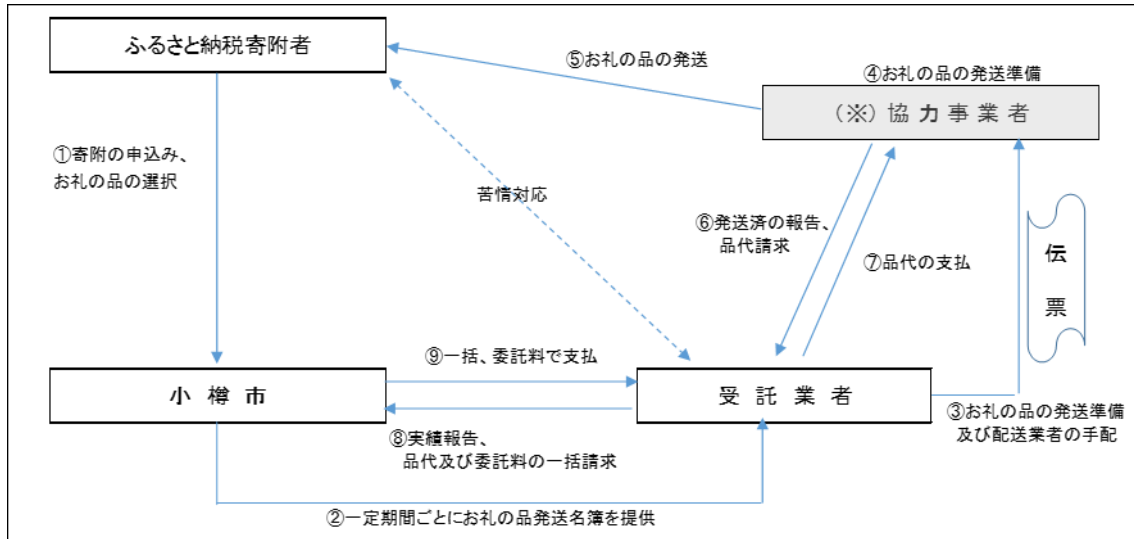 ふるさと納税寄附者
⑤お礼の品の発送
④お礼の品の発送準備
(※)協力事業者
①寄附の申込み、
お礼の品の選択
苦情対応
⑥発送済の報告、
品代請求
⑦品代の支払
伝
票
⑨一括、委託料で支払
小樽市
受託業者
③お礼の品の発送準備
及び配送業者の手配
⑧実績報告、
品代及び委託料の一括請求
②一定期間ごとにお礼の品発送名簿を提供